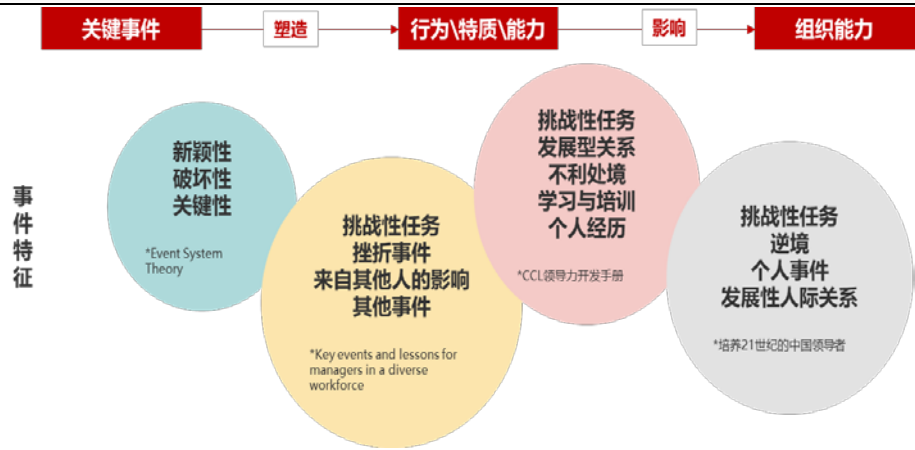 关键事件
塑造
行为\特质\能力
影响
组织能力
事件特征
新颖性
破坏性
关键性
*Event System
Theory
挑战性任务
挫折事件
来自其他人的影响
其他事件
*Key events and lessons for
managers in a diverse
workforce
挑战性任务
发展型关系
不利处境
学习与培训
个人经历
*CCL领导力开发手册
挑战性任务
逆境
个人事件
发展性人际关系
*培养21世纪的中国领导者